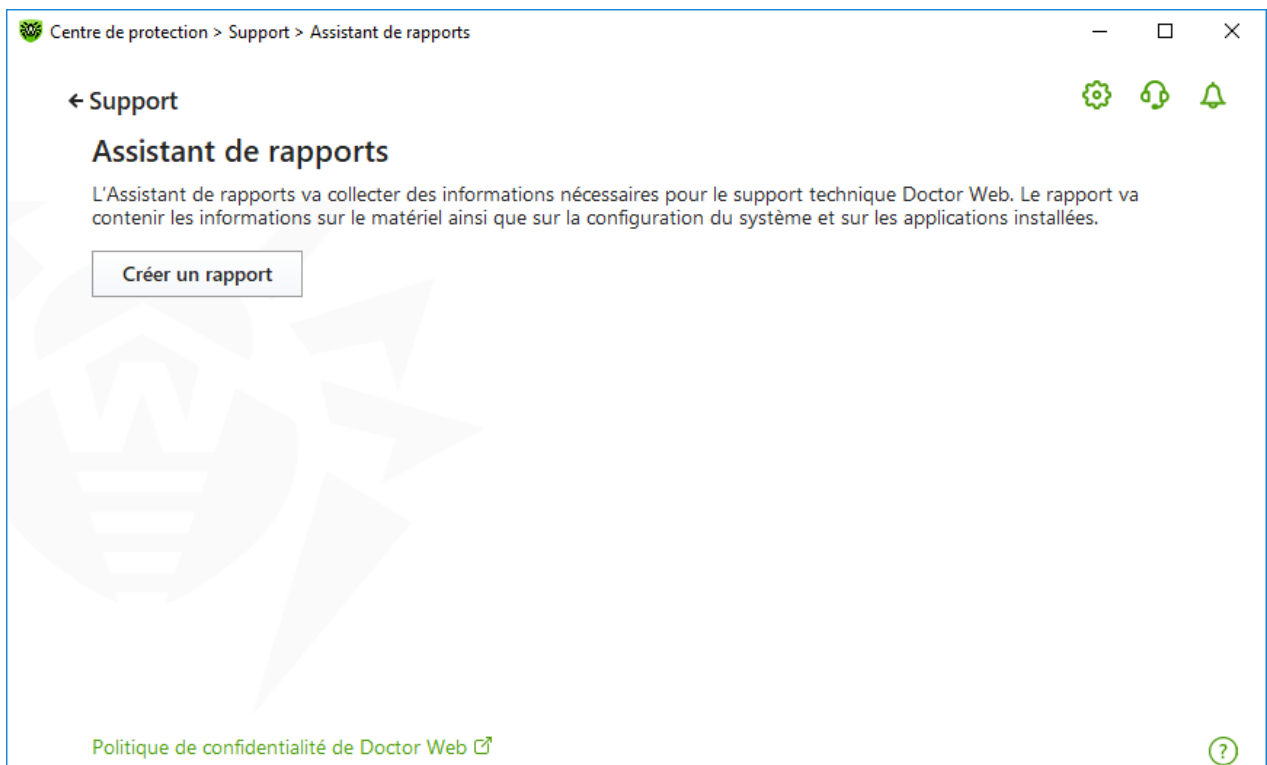 Centre de protection > Support > Assistant de rapports
Support
Assistant de rapports
L'Assistant de rapports va collecter des informations nécessaires pour le support technique Doctor Web. Le rapport va
contenir les informations sur le matériel ainsi que sur la configuration du système et sur les applications installées.
Créer un rapport
Politique de confidentialité de Doctor Web